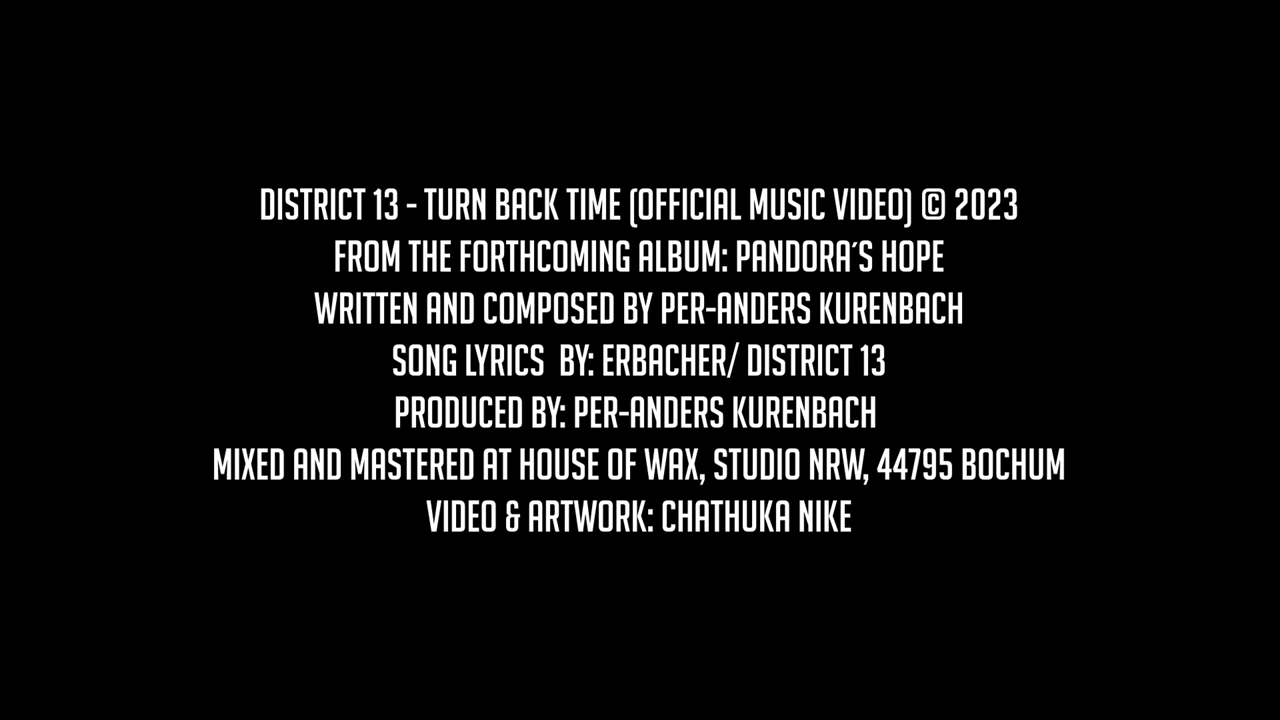 DISTRICT 13 - TURN BACK TIME (OFFICIAL MUSIC VIDEO) © 2023
FROM THE FORTHCOMING ALBUM: PANDORA´S HOPE
WRITTEN AND COMPOSED BY PER-ANDERS KURENBACH
SONG LYRICS  BY: ERBACHER/ DISTRICT 13
PRODUCED BY: PER-ANDERS KURENBACH
MIXED AND MASTERED AT HOUSE OF WAX, STUDIO NRW, 44795 BOCHUM
VIDEO & ARTWORK: CHATHUKA NIKE